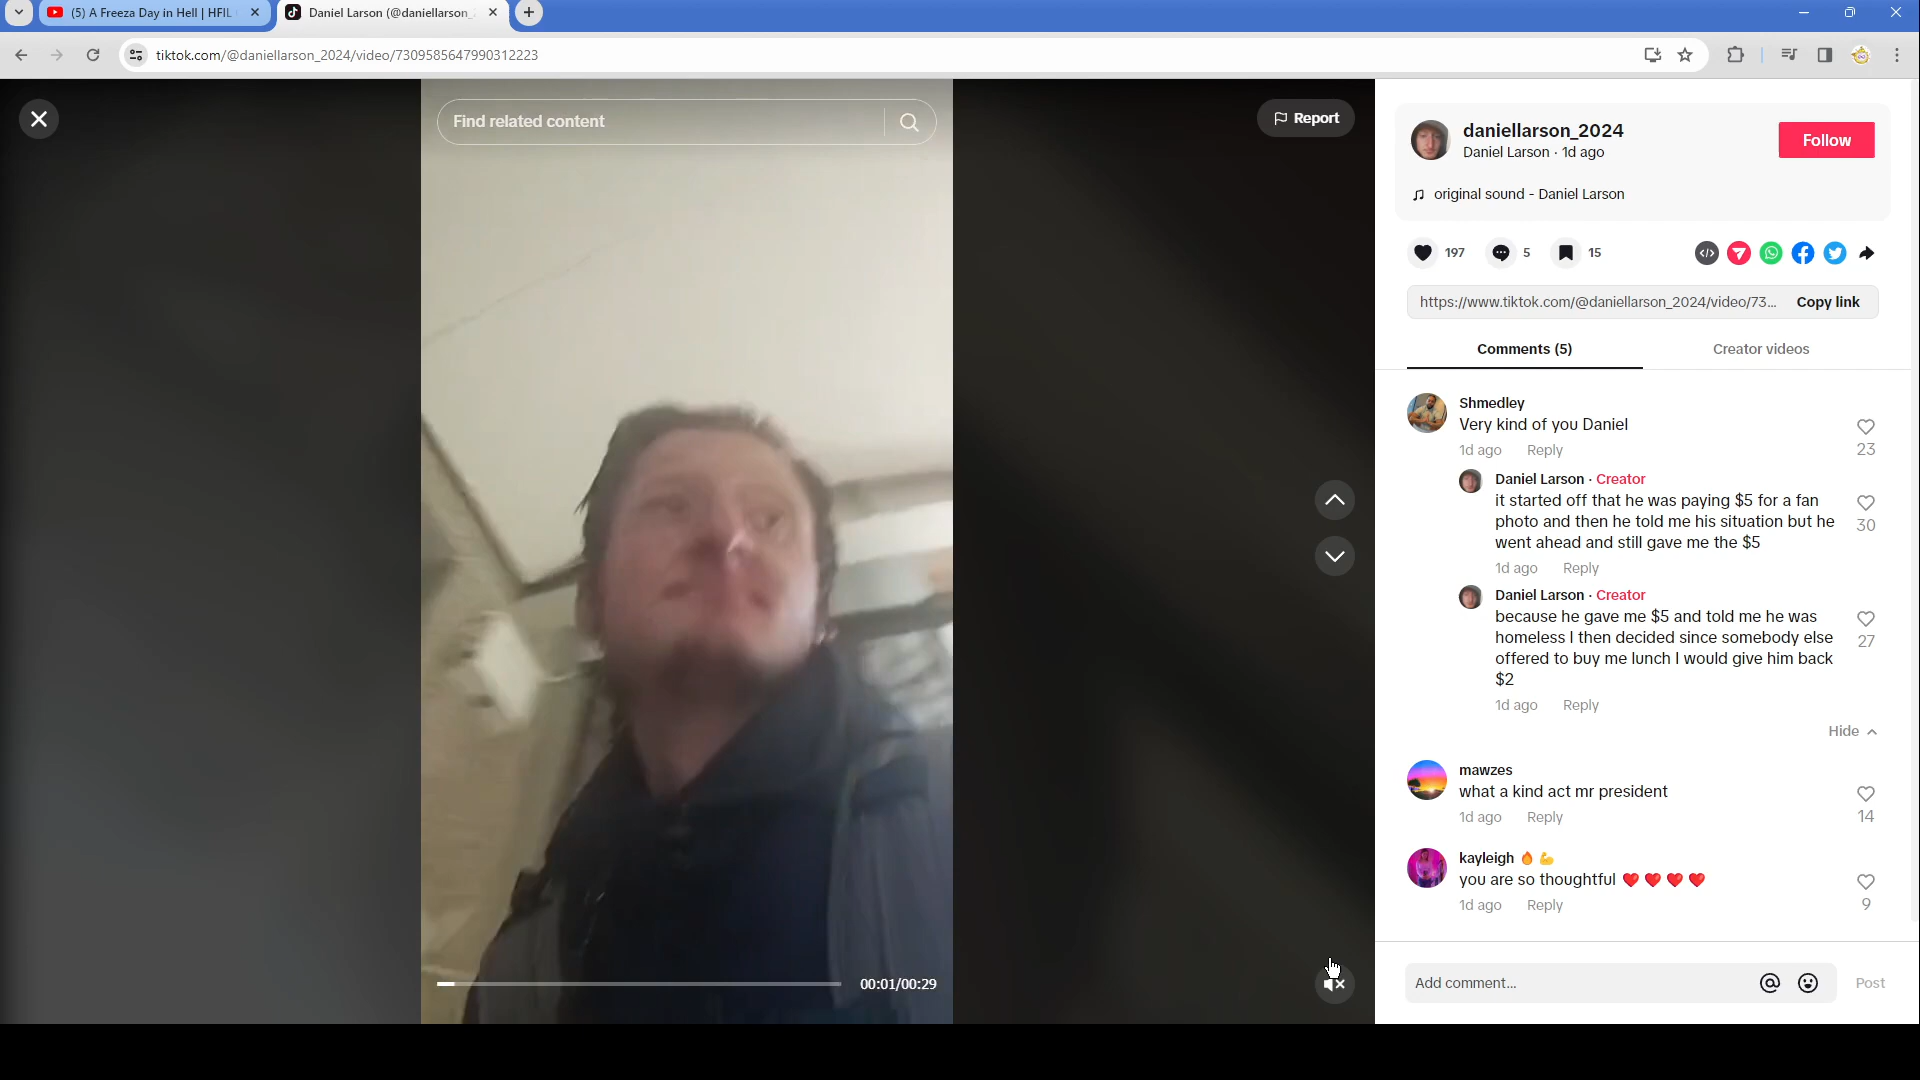 (5) A Freeza Day in Hell | HFIL
Daniel Larson (@daniellarson_
tiktok.com/@daniellarson_2024/video/7309585647990312223
Find related content
Report
daniellarson_2024
Daniel Larson · 1d ago
Follow
original sound - Daniel Larson
197
5
15
https://www.tiktok.com/@daniellarson_2024/video/73...
Copy link
Comments (5)
Creator videos
Shmedley
Very kind of you Daniel
1d ago Reply
23
Daniel Larson · Creator
it started off that he was paying $5 for a fan
photo and then he told me his situation but he
went ahead and still gave me the $5
30
1d ago Reply
Daniel Larson · Creator
because he gave me $5 and told me he was
homeless I then decided since somebody else
offered to buy me lunch I would give him back
$2
27
1d ago Reply
Hide
mawzes
what a kind act mr president
1d ago Reply
14
kayleigh 🔥 💪
you are so thoughtful ❤️ ❤️ ❤️ ❤️
1d ago Reply
9
00:01/00:29
Add comment...
Post